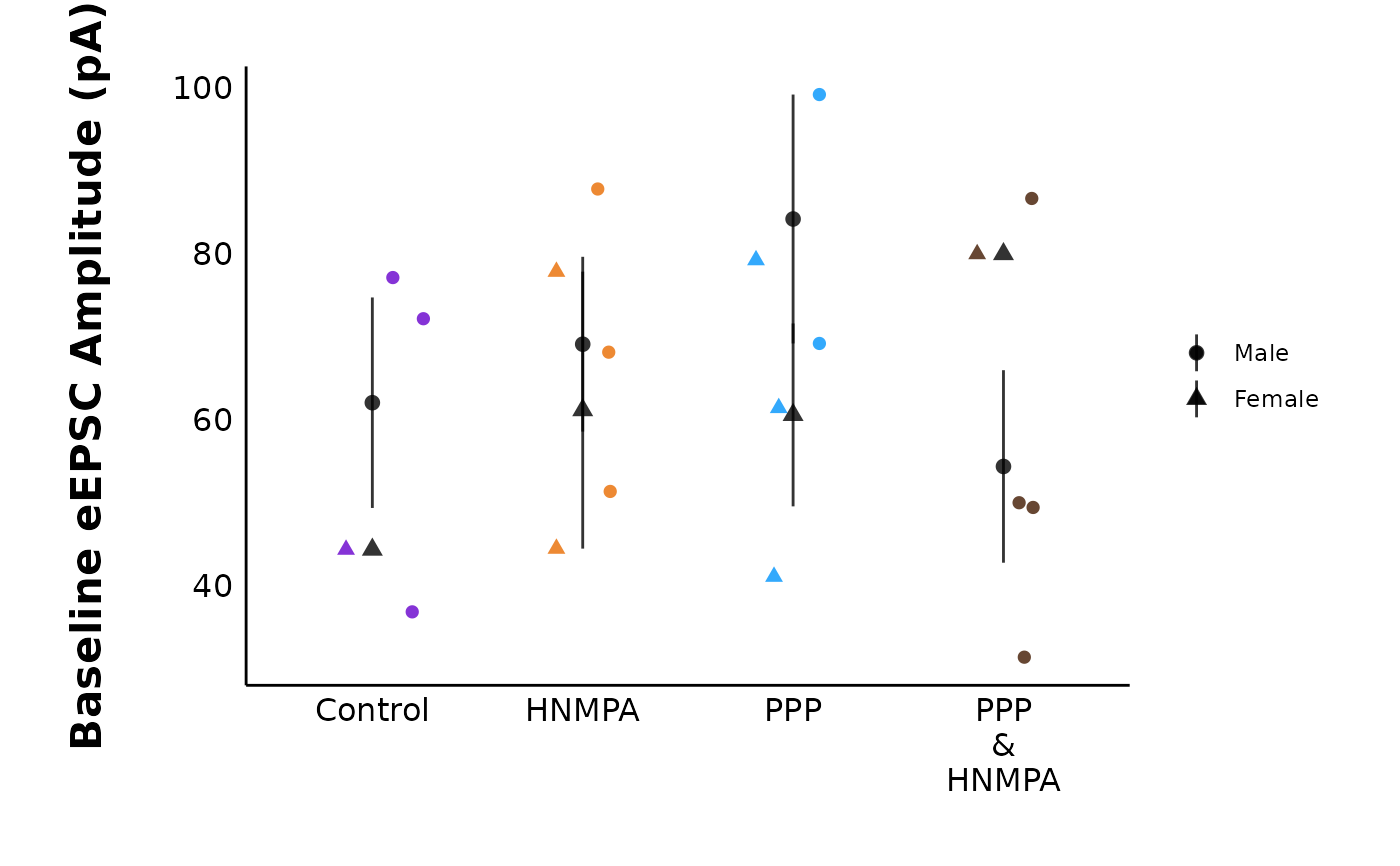 Baseline eEPSC Amplitude (pA)
100
80
60
40
Control
HNMPA
PPP
PPP
&
HNMPA
Male
Female